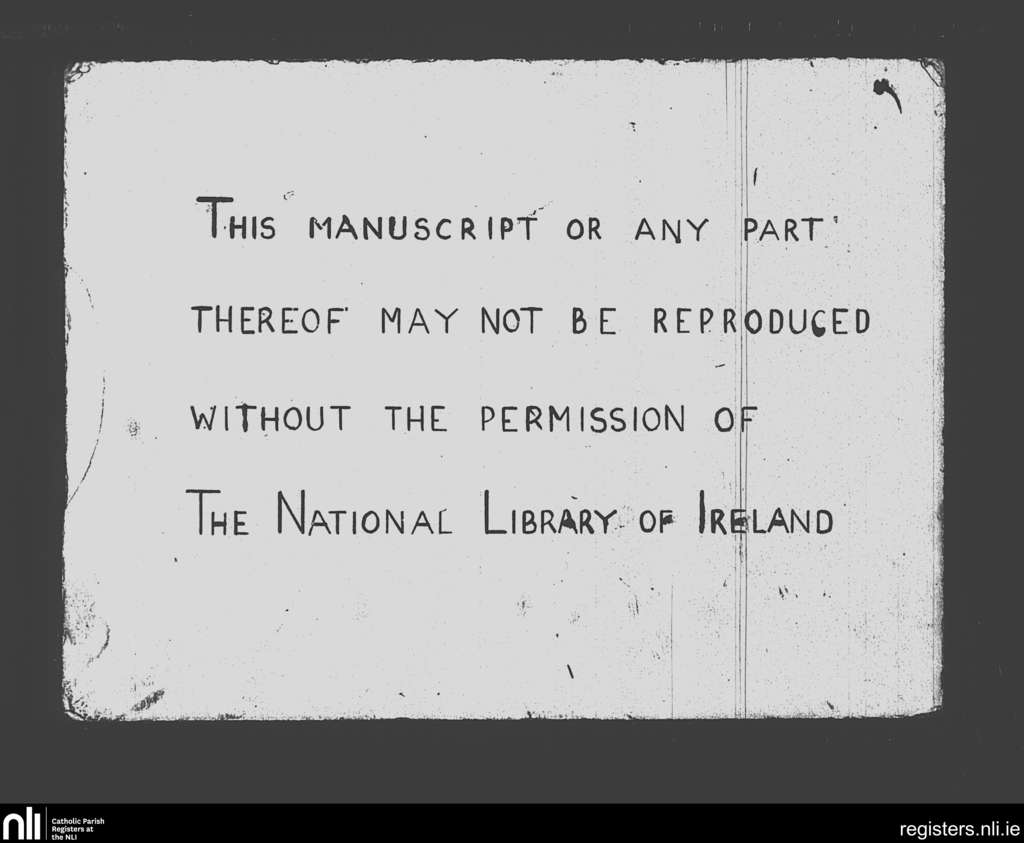 THIS MANUSCRIPT OR ANY PART
THEREOF MAY NOT BE REPRODUCED
WITHOUT THE PERMISSION OF
THE NATIONAL LIBRARY OF IRELAND
nli
Catholic Parish
Registers at
the NLI
registers.nli.ie